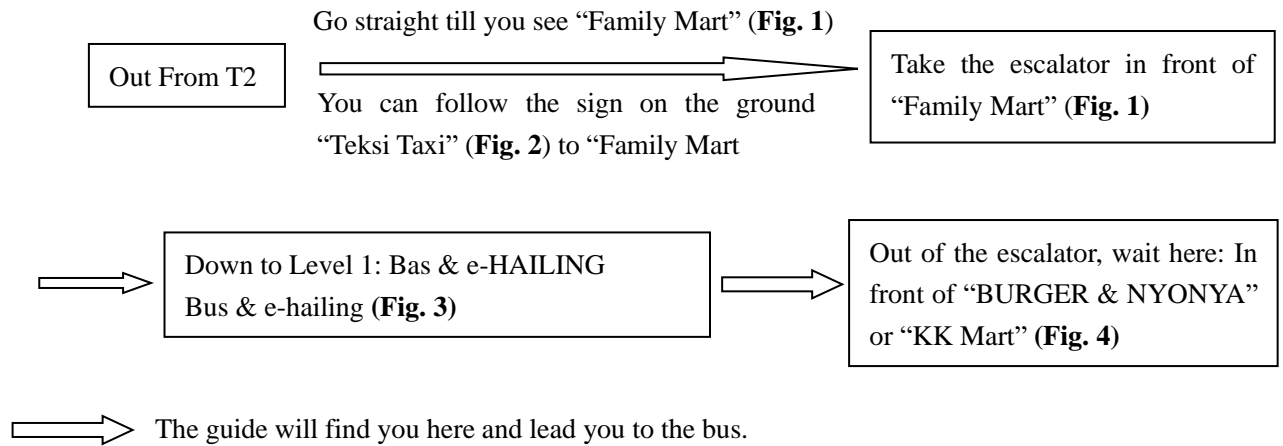 Go straight till you see “Family Mart” (Fig. 1)
Out From T2
You can follow the sign on the ground
“Teksi Taxi” (Fig. 2) to “Family Mart
Take the escalator in front of
“Family Mart” (Fig. 1)
Down to Level 1: Bas & e-HAILING
Bus & e-hailing (Fig. 3)
Out of the escalator, wait here: In
front of “BURGER & NYONYA”
or “KK Mart” (Fig. 4)
The guide will find you here and lead you to the bus.